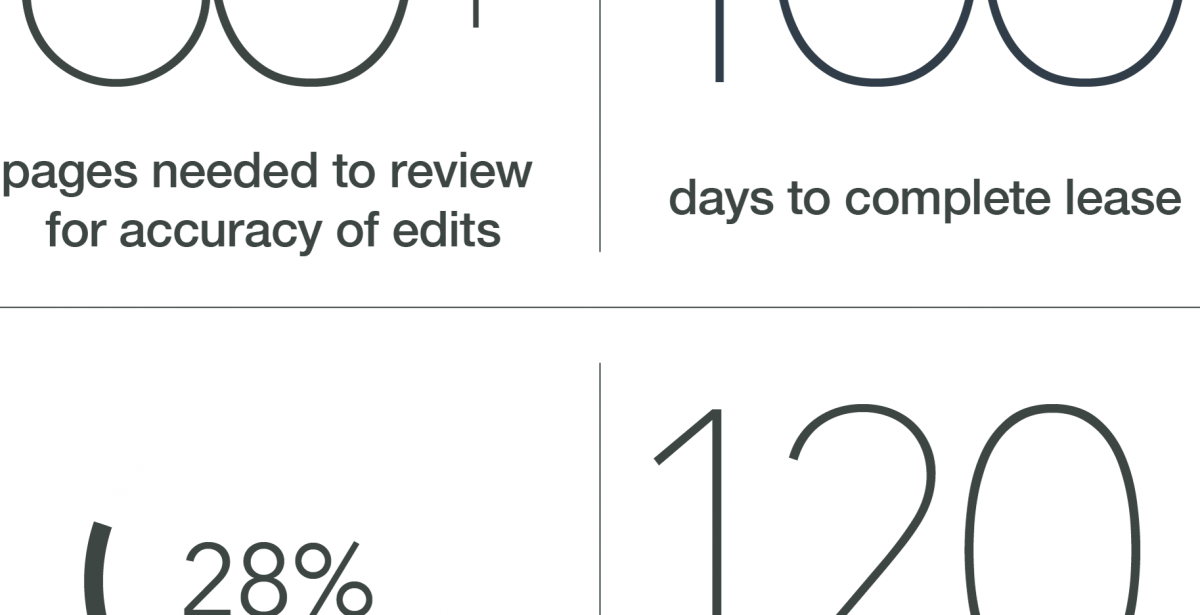 pages needed to review
for accuracy of edits
days to complete lease
28%
120